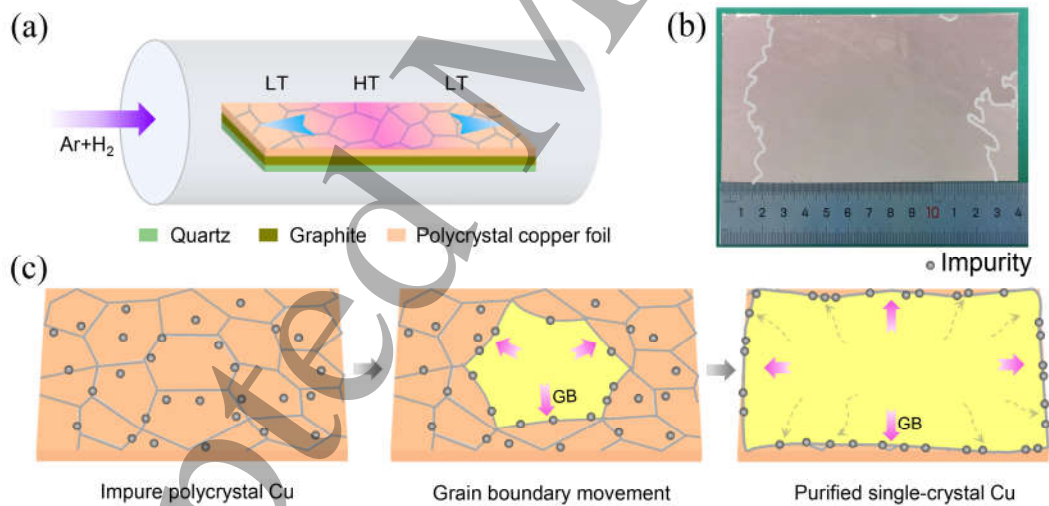 (a)
LT HT LT
Ar+H₂
Quartz Graphite Polycrystal copper foil
(b)
1 2 3 4 5 6 7 8 9 10 1 2 3 4
(c)
Impurity
GB
GB
Impure polycrystal Cu
Grain boundary movement
Purified single-crystal Cu